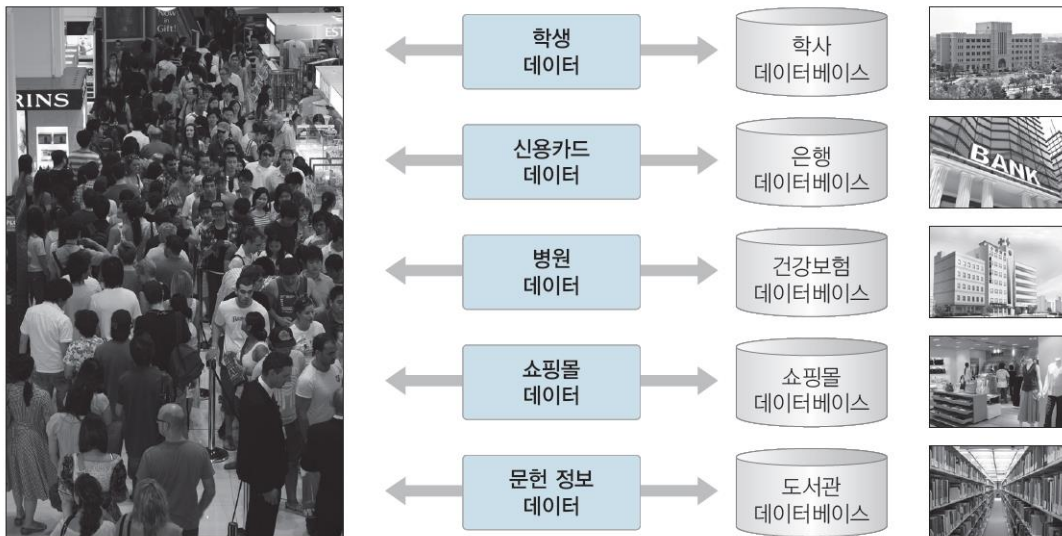 Now in
Gift!
EST
RINS
학생
데이터
학사
데이터베이스
신용카드
데이터
은행
데이터베이스
BANK
병원
데이터
건강보험
데이터베이스
쇼핑몰
데이터
쇼핑몰
데이터베이스
문헌 정보
데이터
도서관
데이터베이스